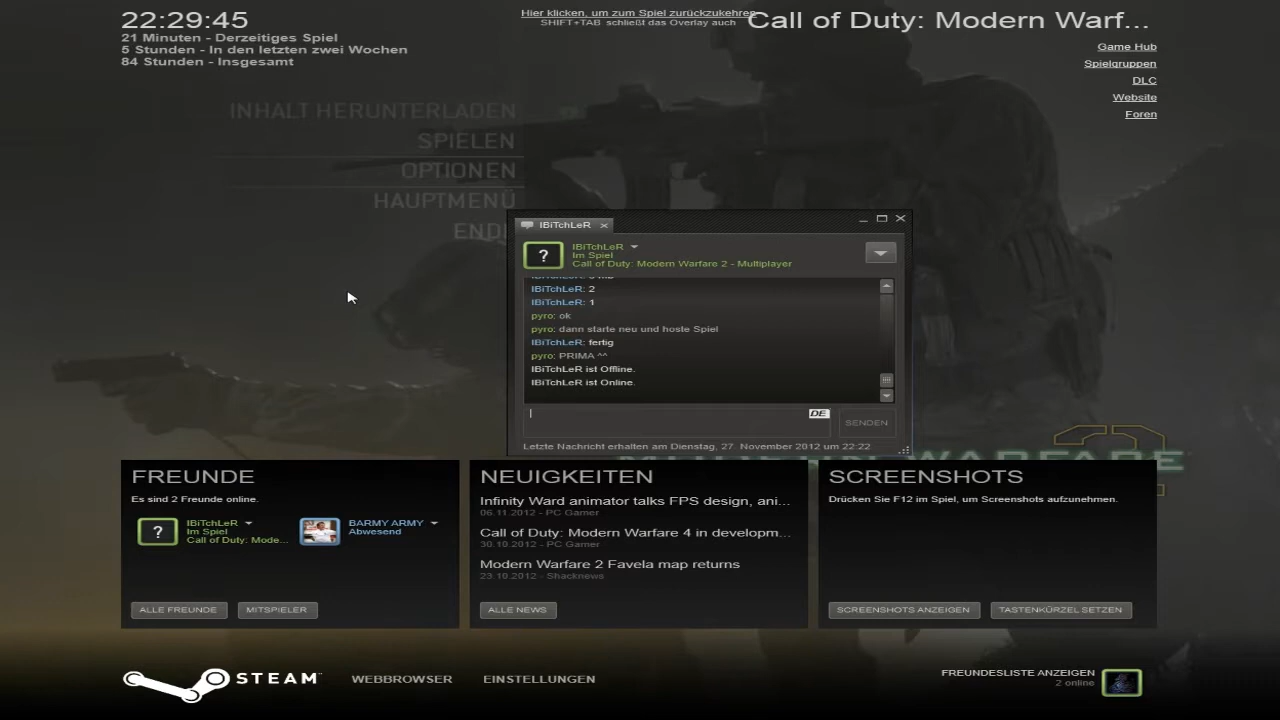 22:29:45
21 Minuten - Derzeitiges Spiel
5 Stunden - In den letzten zwei Wochen
84 Stunden - Insgesamt
Hier klicken, um zum Spiel zurückzukehren
SHIFT+TAB schließt das Overlay auch
Call of Duty: Modern Warf...
Game Hub
Spielgruppen
DLC
Website
Foren
INHALT HERUNTERLADEN
SPIELEN
OPTIONEN
HAUPTMENÜ
END
IBiTchLeR
IBiTchLeR
Im Spiel
Call of Duty: Modern Warfare 2 - Multiplayer
IBiTchLeR: 2
IBiTchLeR: 1
pyro: ok
pyro: dann starte neu und hoste Spiel
IBiTchLeR: fertig
pyro: PRIMA ^^
IBiTchLeR ist Offline.
IBiTchLeR ist Online.
DE
SENDEN
Letzte Nachricht erhalten am Dienstag, 27. November 2012 um 22:22
2
MODERN WARFARE
FREUNDE
Es sind 2 Freunde online.
? IBiTchLeR
Im Spiel
Call of Duty: Mode...
BARMY ARMY
Abwesend
ALLE FREUNDE
MITSPIELER
NEUIGKEITEN
Infinity Ward animator talks FPS design, ani...
06.11.2012 - PC Gamer
Call of Duty: Modern Warfare 4 in developm...
30.10.2012 - PC Gamer
Modern Warfare 2 Favela map returns
23.10.2012 - Shacknews
ALLE NEWS
SCREENSHOTS
Drücken Sie F12 im Spiel, um Screenshots aufzunehmen.
SCREENSHOTS ANZEIGEN
TASTENKÜRZEL SETZEN
STEAM™
WEBBROWSER
EINSTELLUNGEN
FREUNDESLISTE ANZEIGEN
2 online